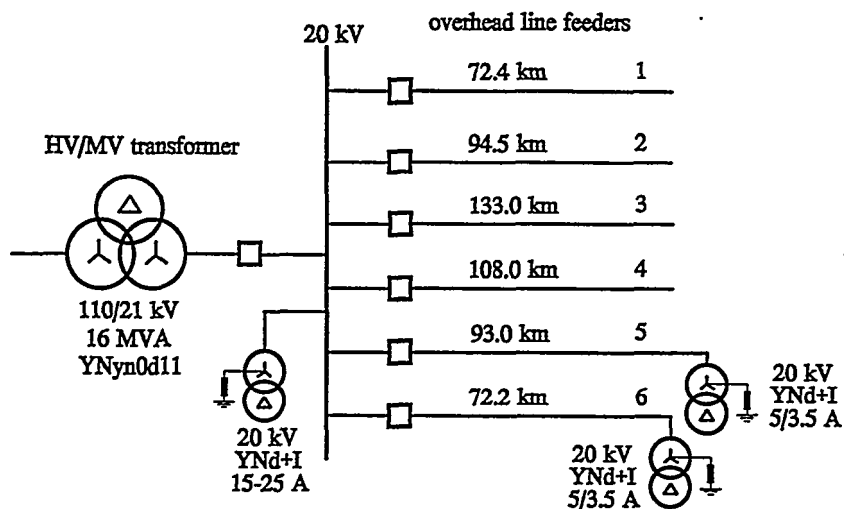 20 kV
overhead line feeders
72.4 km 1
94.5 km 2
133.0 km 3
108.0 km 4
93.0 km 5
72.2 km 6
HV/MV transformer
110/21 kV
16 MVA
YNyn0d11
20 kV
YNd+I
15-25 A
20 kV
YNd+I
5/3.5 A
20 kV
YNd+I
5/3.5 A